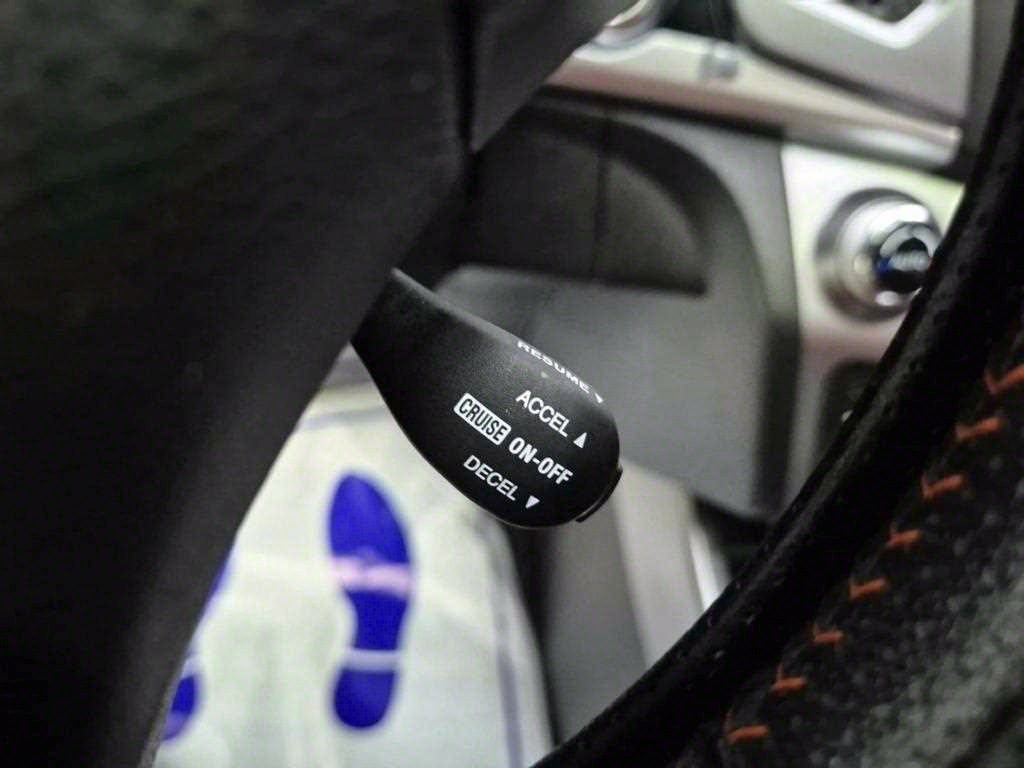 RESUME
ACCEL ▲
CRUISE ON-OFF
DECEL ▼